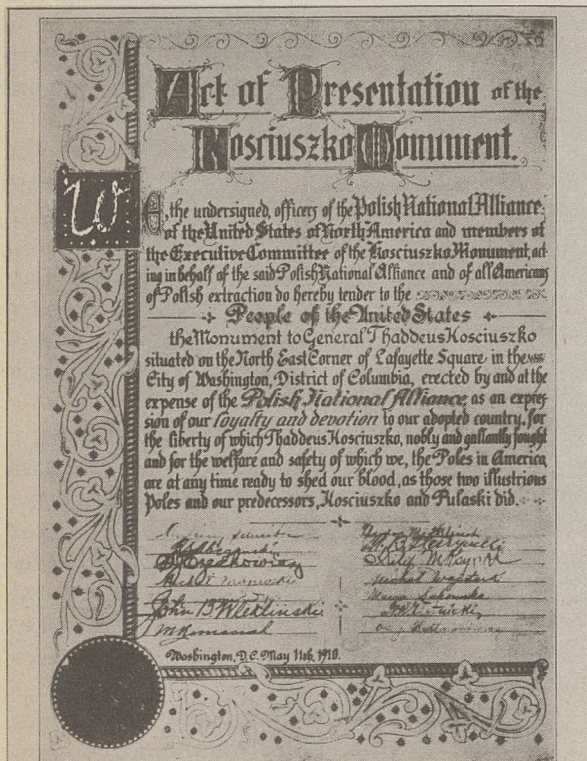 Act of Presentation of the
Kosciuszko Monument.
WE, the undersigned, officers of the Polish National Alliance
of the United States of North America and members of
the Executive Committee of the Kosciuszko Monument, act-
ing in behalf of the said Polish National Alliance and of all Americans
of Polish extraction do hereby tender to the
People of the United States
the Monument to General Thaddeus Kosciuszko
situated on the North East Corner of Lafayette Square in the
City of Washington, District of Columbia, erected by and at the
expense of the Polish National Alliance, as an expres-
sion of our loyalty and devotion to our adopted country, for
the liberty of which Thaddeus Kosciuszko, nobly and gallantly fought
and for the welfare and safety of which we, the Poles in America
are at any time ready to shed our blood, as those two illustrious
Poles and our predecessors, Kosciuszko and Pulaski did.
John B
Washington, D.C. May 11th, 1910.